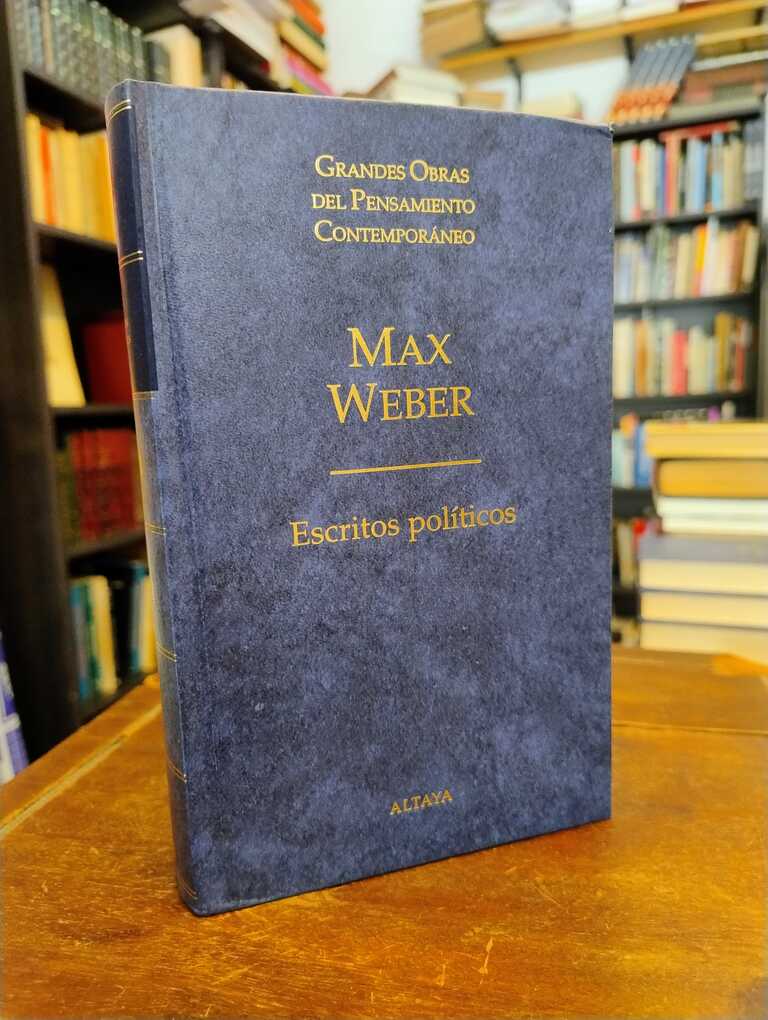 GRANDES OBRAS
DEL PENSAMIENTO
CONTEMPORÁNEO
MAX
WEBER
Escritos políticos
ALTAYA